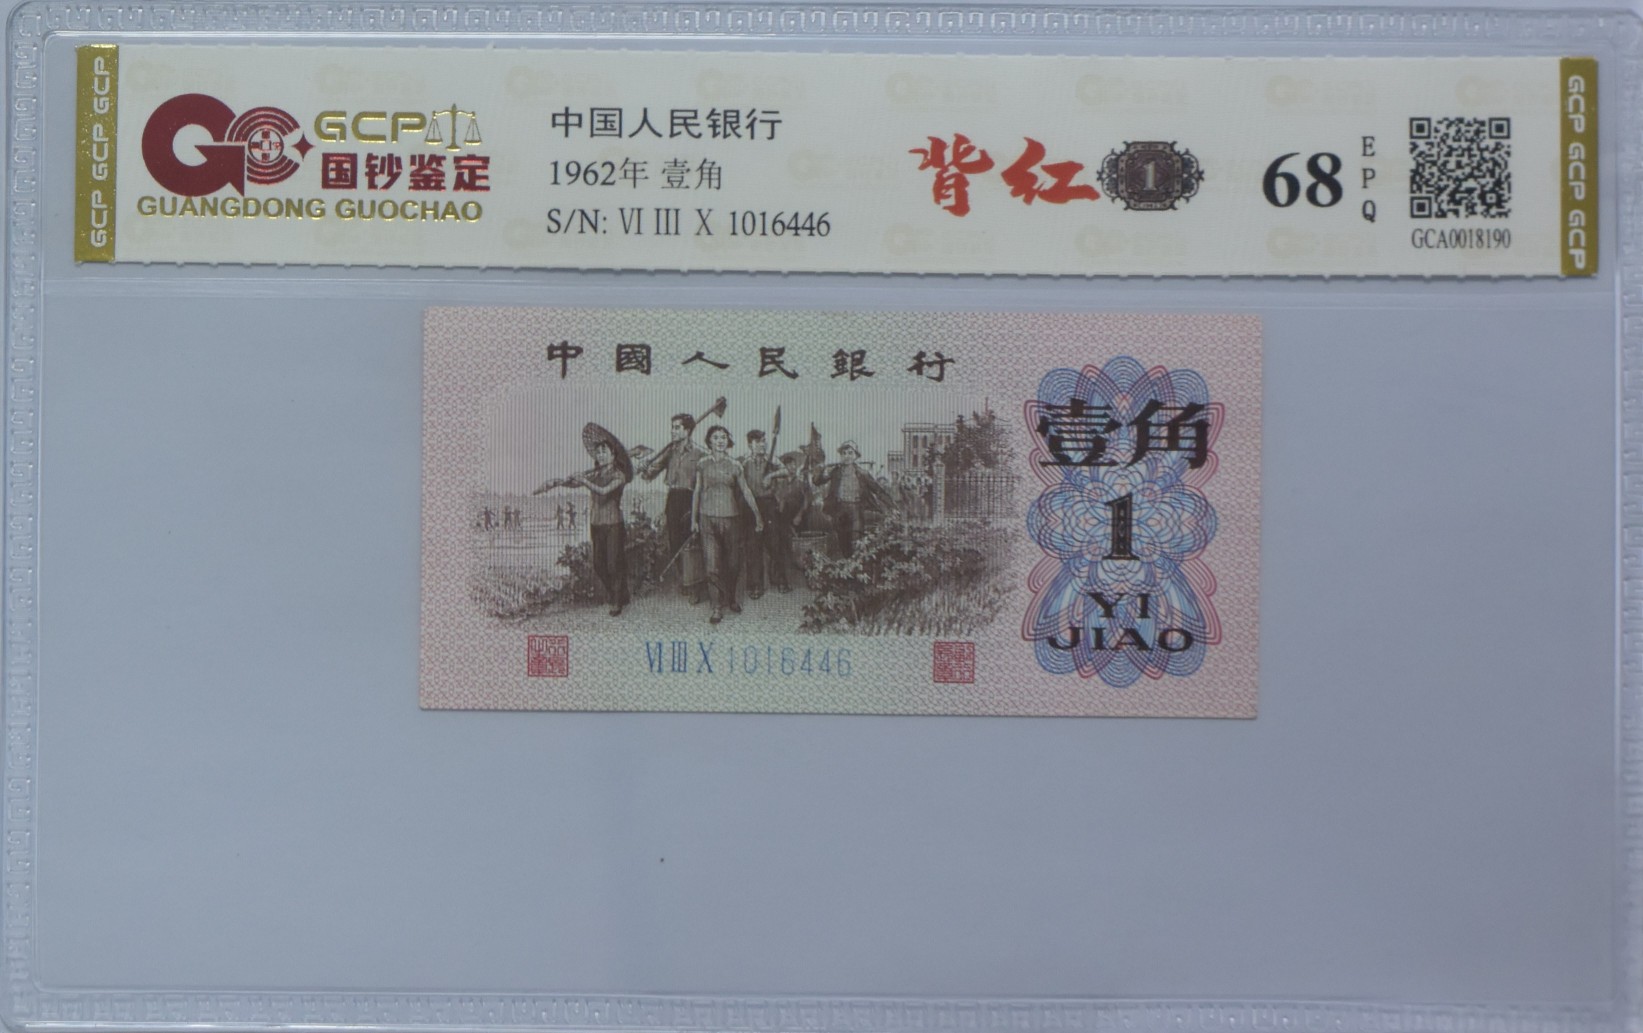 GCP GCP GCP
GCP
国钞鉴定
GUANGDONG GUOCHAO
中国人民银行
1962年 壹角
S/N: VI III X 1016446
背红
1
68
EPQ
GCA0018190
GCP GCP GCP
中國人民銀行
壹角
1
YI
JIAO
VI III X 1016446